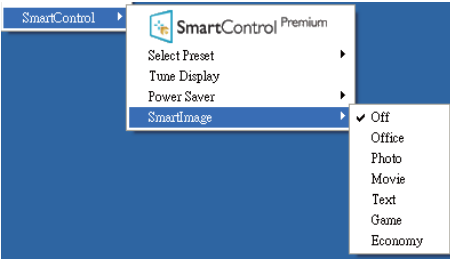 SmartControl
SmartControl Premium
Select Preset
Tune Display
Power Saver
SmartImage
Off
Office
Photo
Movie
Text
Game
Economy